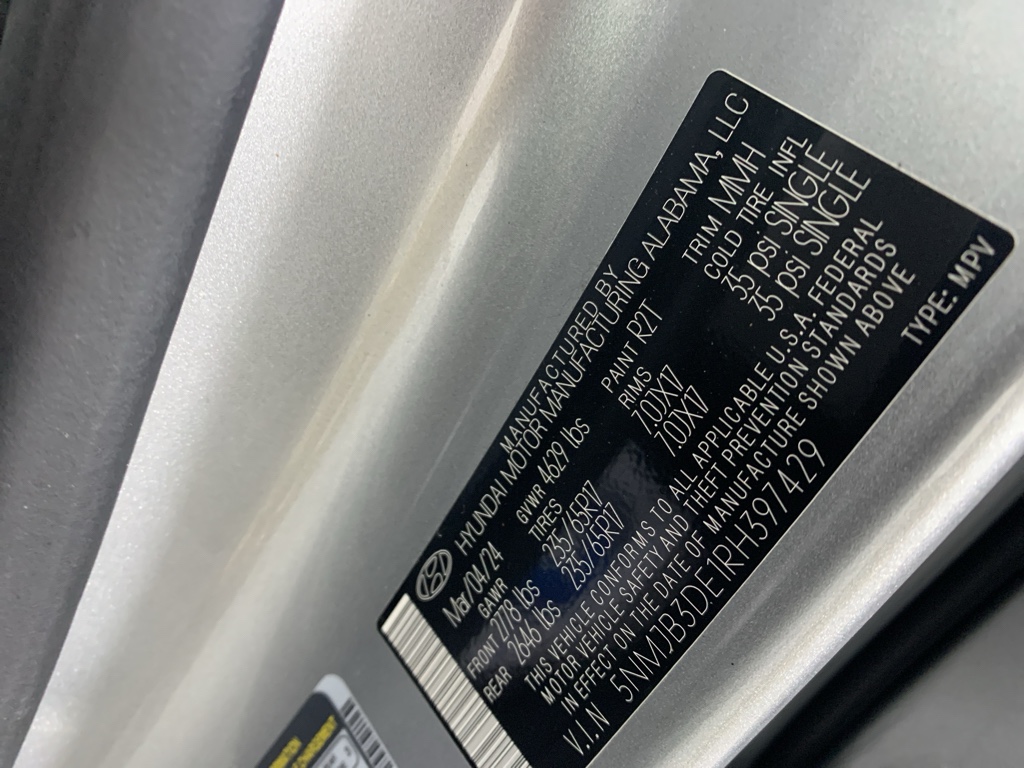 MANUFACTURED BY
HYUNDAI MOTOR MANUFACTURING ALABAMA, LLC
Mar/04/24 GVWR 4629 lbs PAINT R2T TRIM MMH
GAWR TIRES RIMS COLD TIRE INFL
FRONT 2778 lbs 235/65R17 7.0JX17 35 psi SINGLE
REAR 2646 lbs 235/65R17 7.0JX17 35 psi SINGLE
THIS VEHICLE CONFORMS TO ALL APPLICABLE U.S.A. FEDERAL
MOTOR VEHICLE SAFETY AND THEFT PREVENTION STANDARDS
IN EFFECT ON THE DATE OF MANUFACTURE SHOWN ABOVE
V.I.N 5NMJB3DE1RH397429 TYPE: MPV